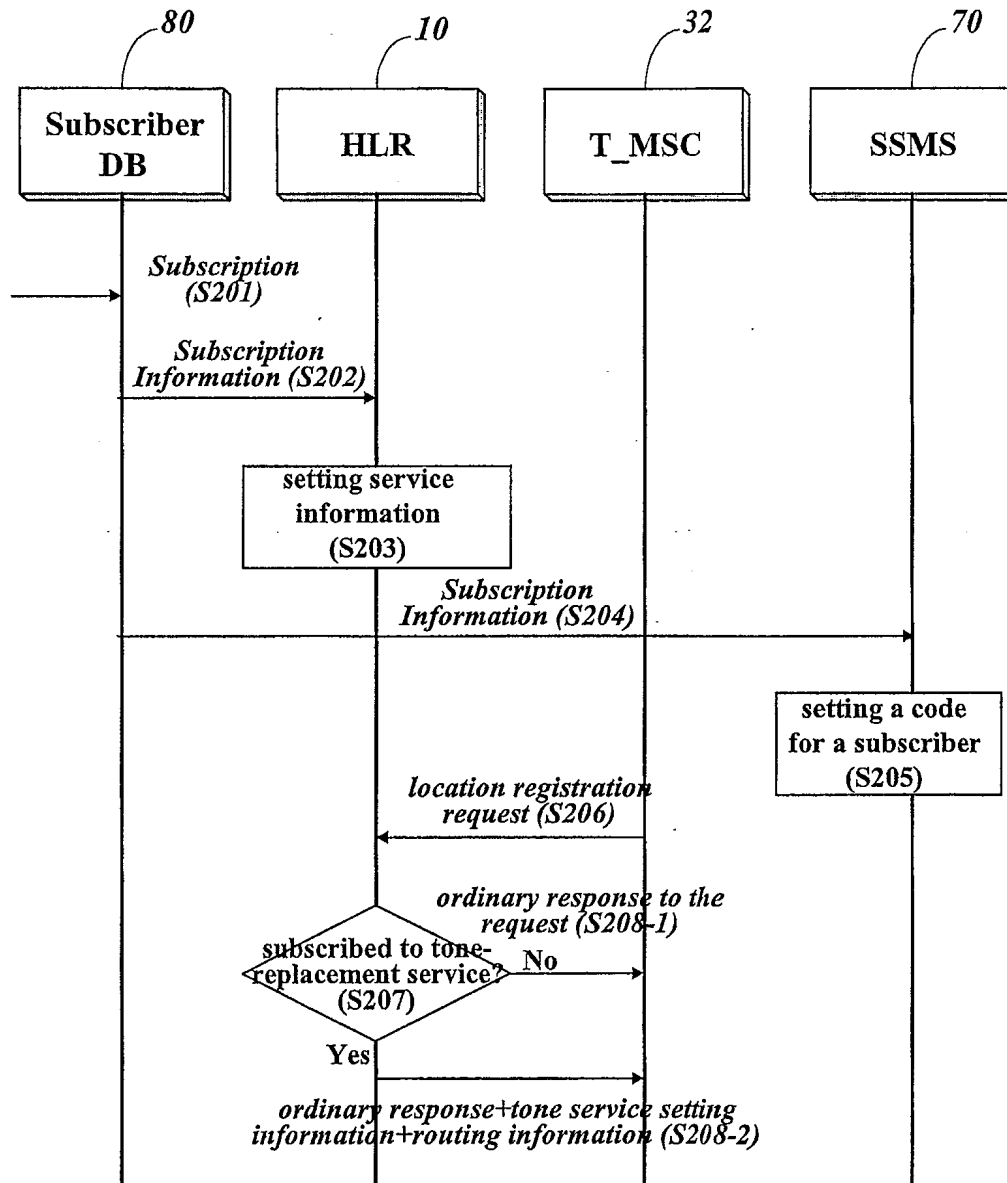 80
10
32
70
Subscriber
DB
HLR
T_MSC
SSMS
Subscription
(S201)
Subscription
Information (S202)
setting service
information
(S203)
Subscription
Information (S204)
setting a code
for a subscriber
(S205)
location registration
request (S206)
ordinary response to the
request (S208-1)
subscribed to tone-
replacement service?
(S207)
No
Yes
ordinary response+tone service setting
information+routing information (S208-2)